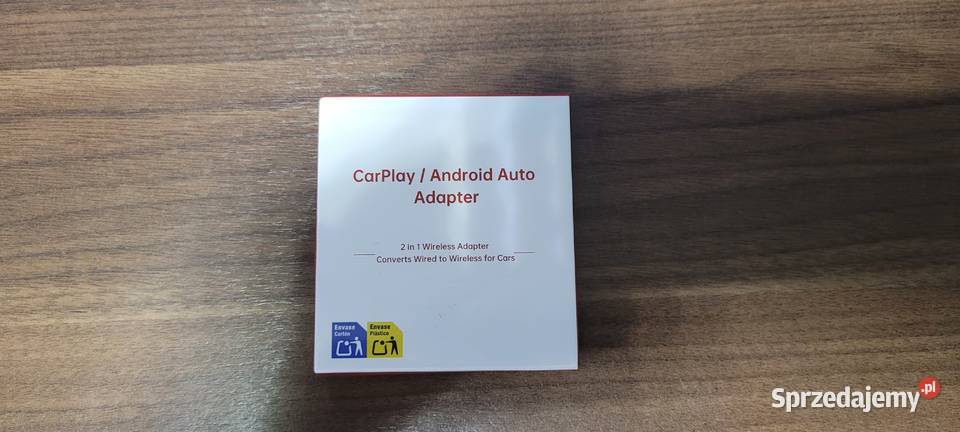 CarPlay / Android Auto
Adapter
2 in 1 Wireless Adapter
Converts Wired to Wireless for Cars
Envase
Cartón
Envase
Plástico
Sprzedajemy.pl